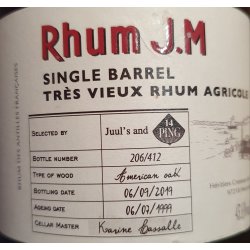 Rhum J.M
SINGLE BARREL
TRÈS VIEUX RHUM AGRICOLE
RHUM DES ANTILLES FRANÇAISES
SELECTED BY Juul's and 14 PING
BOTTLE NUMBER 206/412
TYPE OF WOOD American oak
BOTTLING DATE 06/09/2019
AGEING DATE 06/07/1999
CELLAR MASTER Karine Lassalle